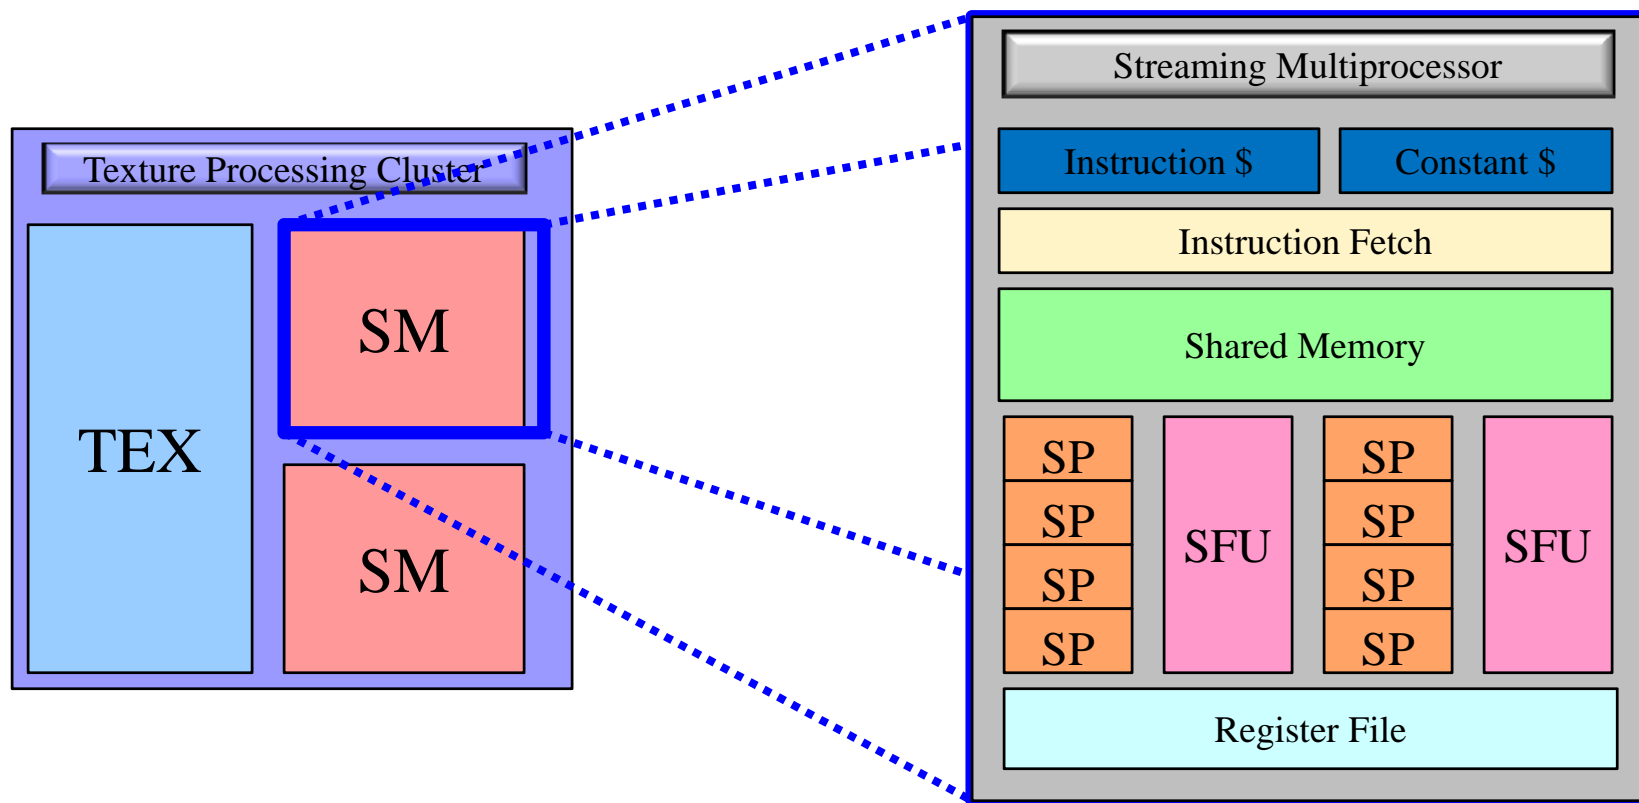 Texture Processing Cluster
TEX
SM
SM
Streaming Multiprocessor
Instruction $
Constant $
Instruction Fetch
Shared Memory
SP
SP
SP
SP
SFU
SP
SP
SP
SP
SFU
Register File